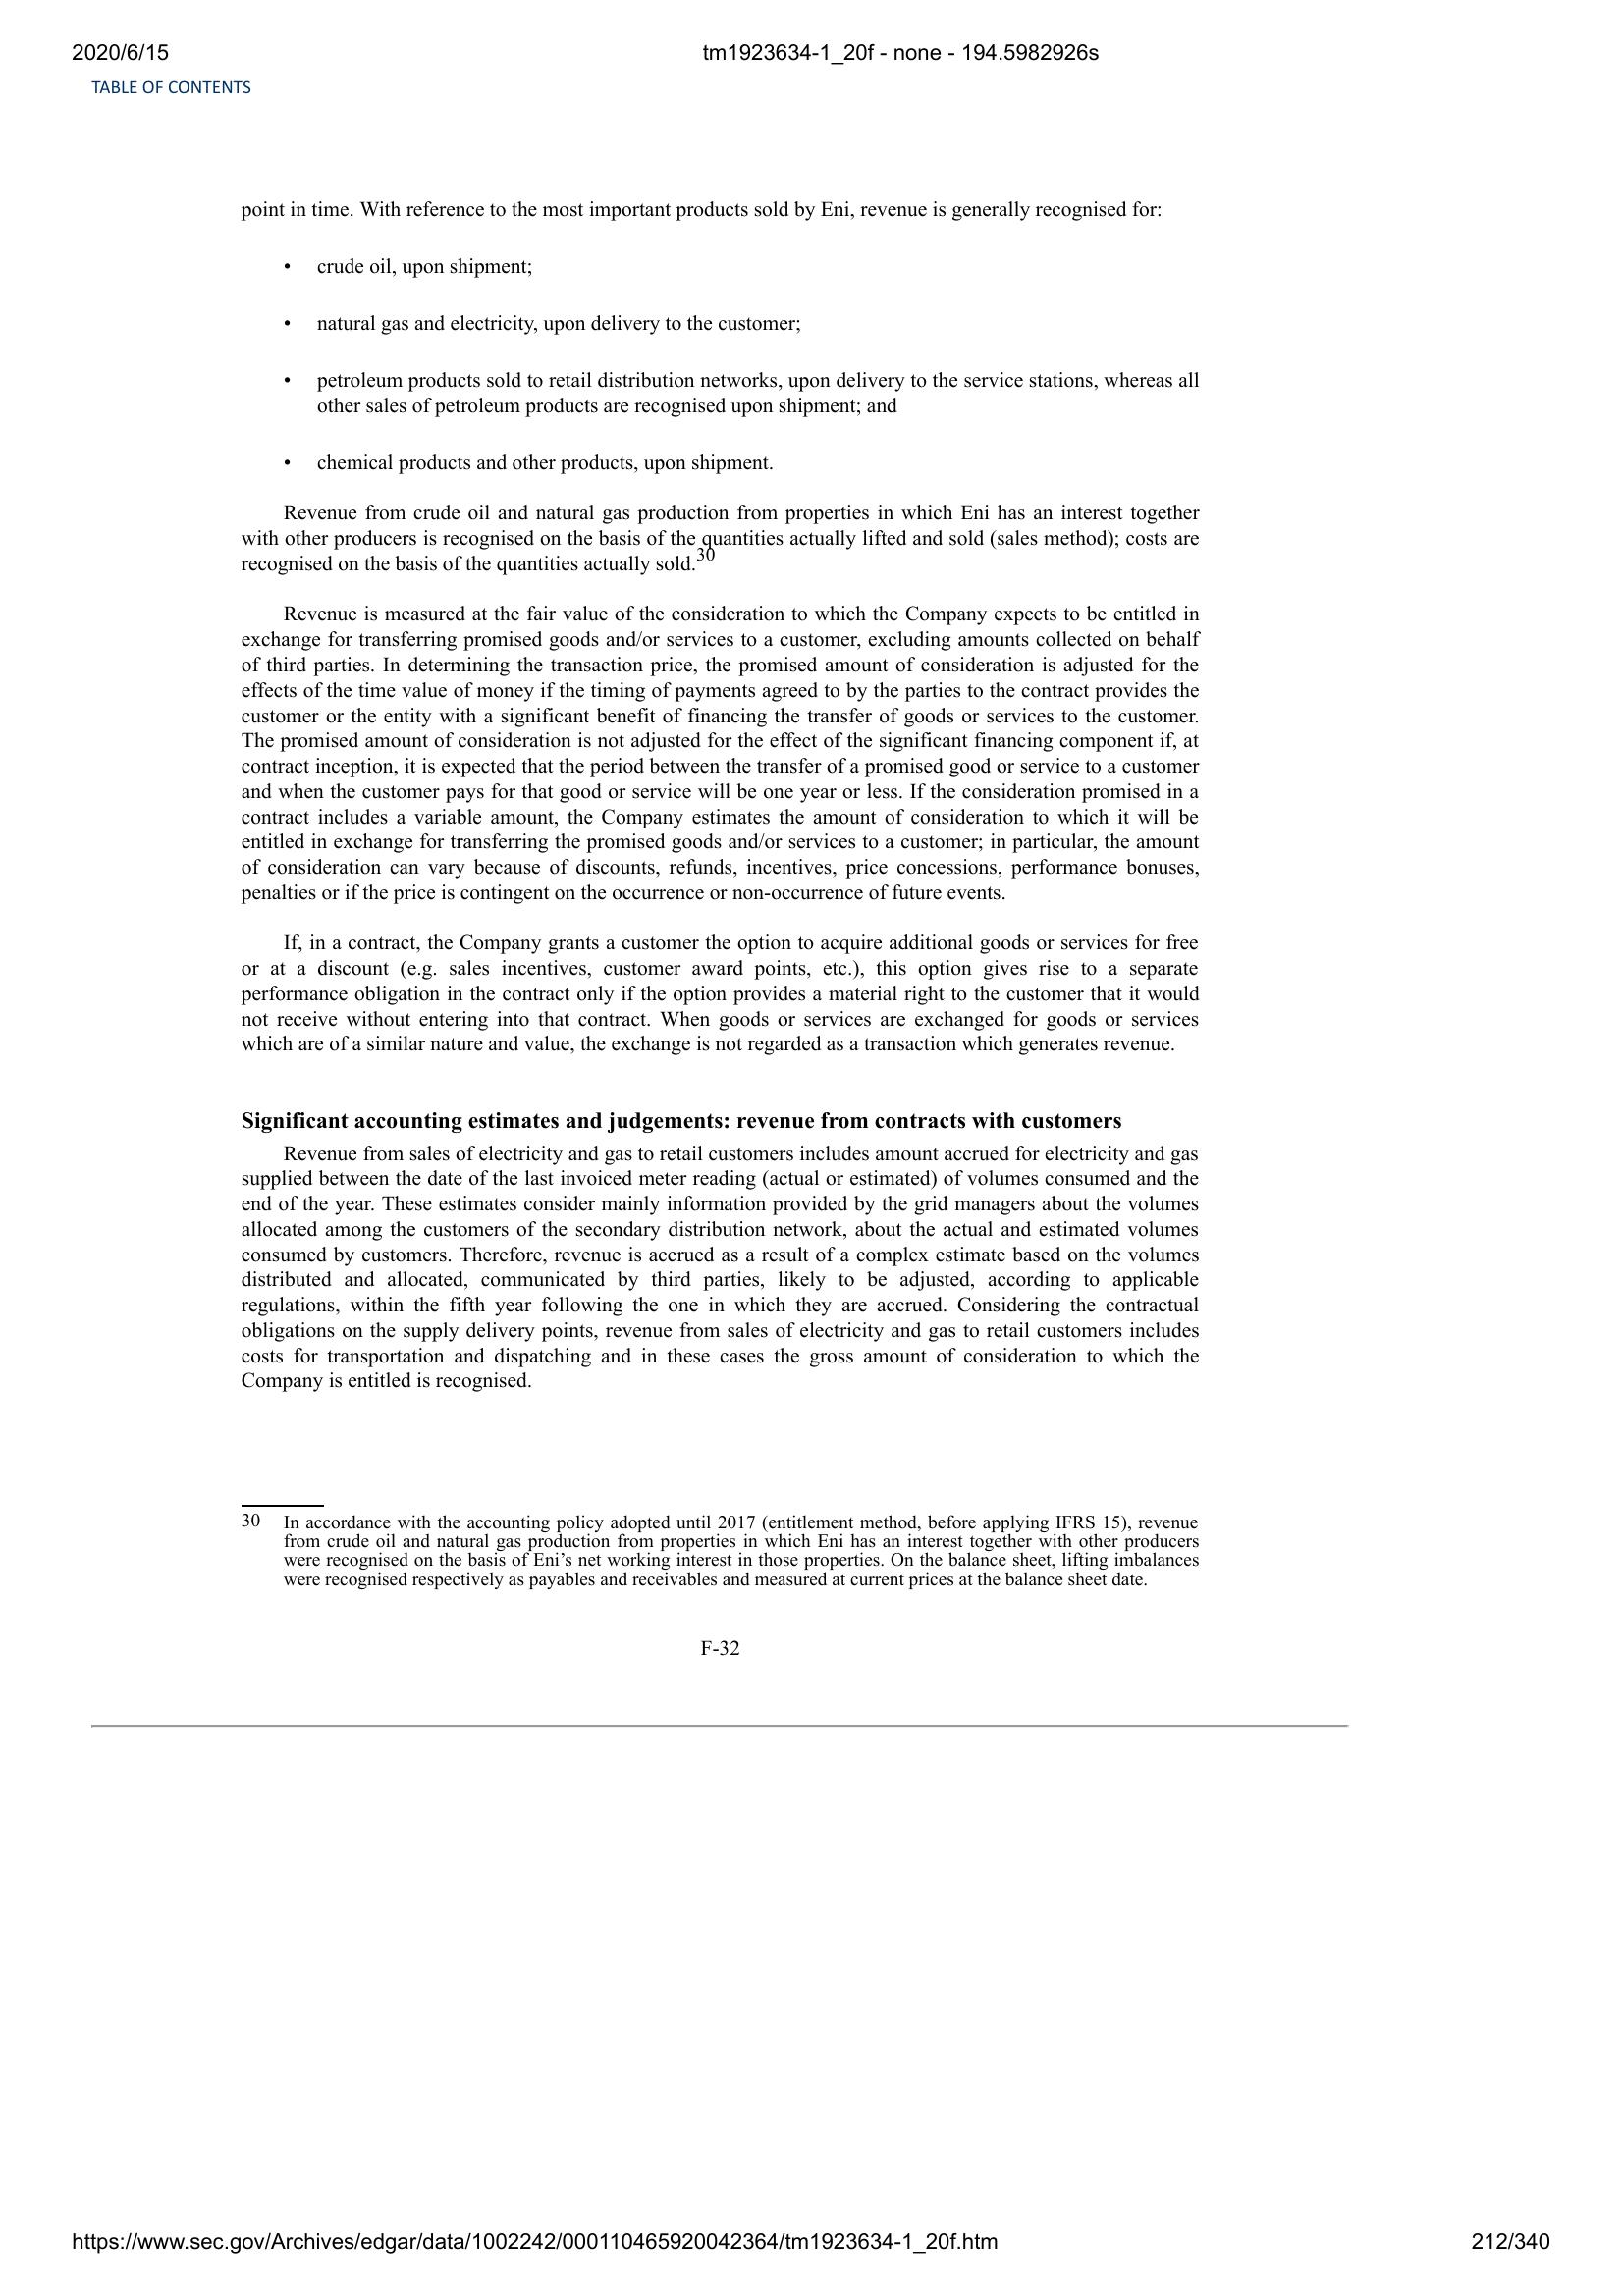 2020/6/15 tm1923634-1_20f - none - 194.5982926s
TABLE OF CONTENTS
point in time. With reference to the most important products sold by Eni, revenue is generally recognised for:
• crude oil, upon shipment;
• natural gas and electricity, upon delivery to the customer;
• petroleum products sold to retail distribution networks, upon delivery to the service stations, whereas all
other sales of petroleum products are recognised upon shipment; and
• chemical products and other products, upon shipment.
Revenue from crude oil and natural gas production from properties in which Eni has an interest together
with other producers is recognised on the basis of the quantities actually lifted and sold (sales method); costs are
recognised on the basis of the quantities actually sold.30
Revenue is measured at the fair value of the consideration to which the Company expects to be entitled in
exchange for transferring promised goods and/or services to a customer, excluding amounts collected on behalf
of third parties. In determining the transaction price, the promised amount of consideration is adjusted for the
effects of the time value of money if the timing of payments agreed to by the parties to the contract provides the
customer or the entity with a significant benefit of financing the transfer of goods or services to the customer.
The promised amount of consideration is not adjusted for the effect of the significant financing component if, at
contract inception, it is expected that the period between the transfer of a promised good or service to a customer
and when the customer pays for that good or service will be one year or less. If the consideration promised in a
contract includes a variable amount, the Company estimates the amount of consideration to which it will be
entitled in exchange for transferring the promised goods and/or services to a customer; in particular, the amount
of consideration can vary because of discounts, refunds, incentives, price concessions, performance bonuses,
penalties or if the price is contingent on the occurrence or non-occurrence of future events.
If, in a contract, the Company grants a customer the option to acquire additional goods or services for free
or at a discount (e.g. sales incentives, customer award points, etc.), this option gives rise to a separate
performance obligation in the contract only if the option provides a material right to the customer that it would
not receive without entering into that contract. When goods or services are exchanged for goods or services
which are of a similar nature and value, the exchange is not regarded as a transaction which generates revenue.
Significant accounting estimates and judgements: revenue from contracts with customers
Revenue from sales of electricity and gas to retail customers includes amount accrued for electricity and gas
supplied between the date of the last invoiced meter reading (actual or estimated) of volumes consumed and the
end of the year. These estimates consider mainly information provided by the grid managers about the volumes
allocated among the customers of the secondary distribution network, about the actual and estimated volumes
consumed by customers. Therefore, revenue is accrued as a result of a complex estimate based on the volumes
distributed and allocated, communicated by third parties, likely to be adjusted, according to applicable
regulations, within the fifth year following the one in which they are accrued. Considering the contractual
obligations on the supply delivery points, revenue from sales of electricity and gas to retail customers includes
costs for transportation and dispatching and in these cases the gross amount of consideration to which the
Company is entitled is recognised.
30 In accordance with the accounting policy adopted until 2017 (entitlement method, before applying IFRS 15), revenue
from crude oil and natural gas production from properties in which Eni has an interest together with other producers
were recognised on the basis of Eni’s net working interest in those properties. On the balance sheet, lifting imbalances
were recognised respectively as payables and receivables and measured at current prices at the balance sheet date.
F-32
https://www.sec.gov/Archives/edgar/data/1002242/000110465920042364/tm1923634-1_20f.htm 212/340